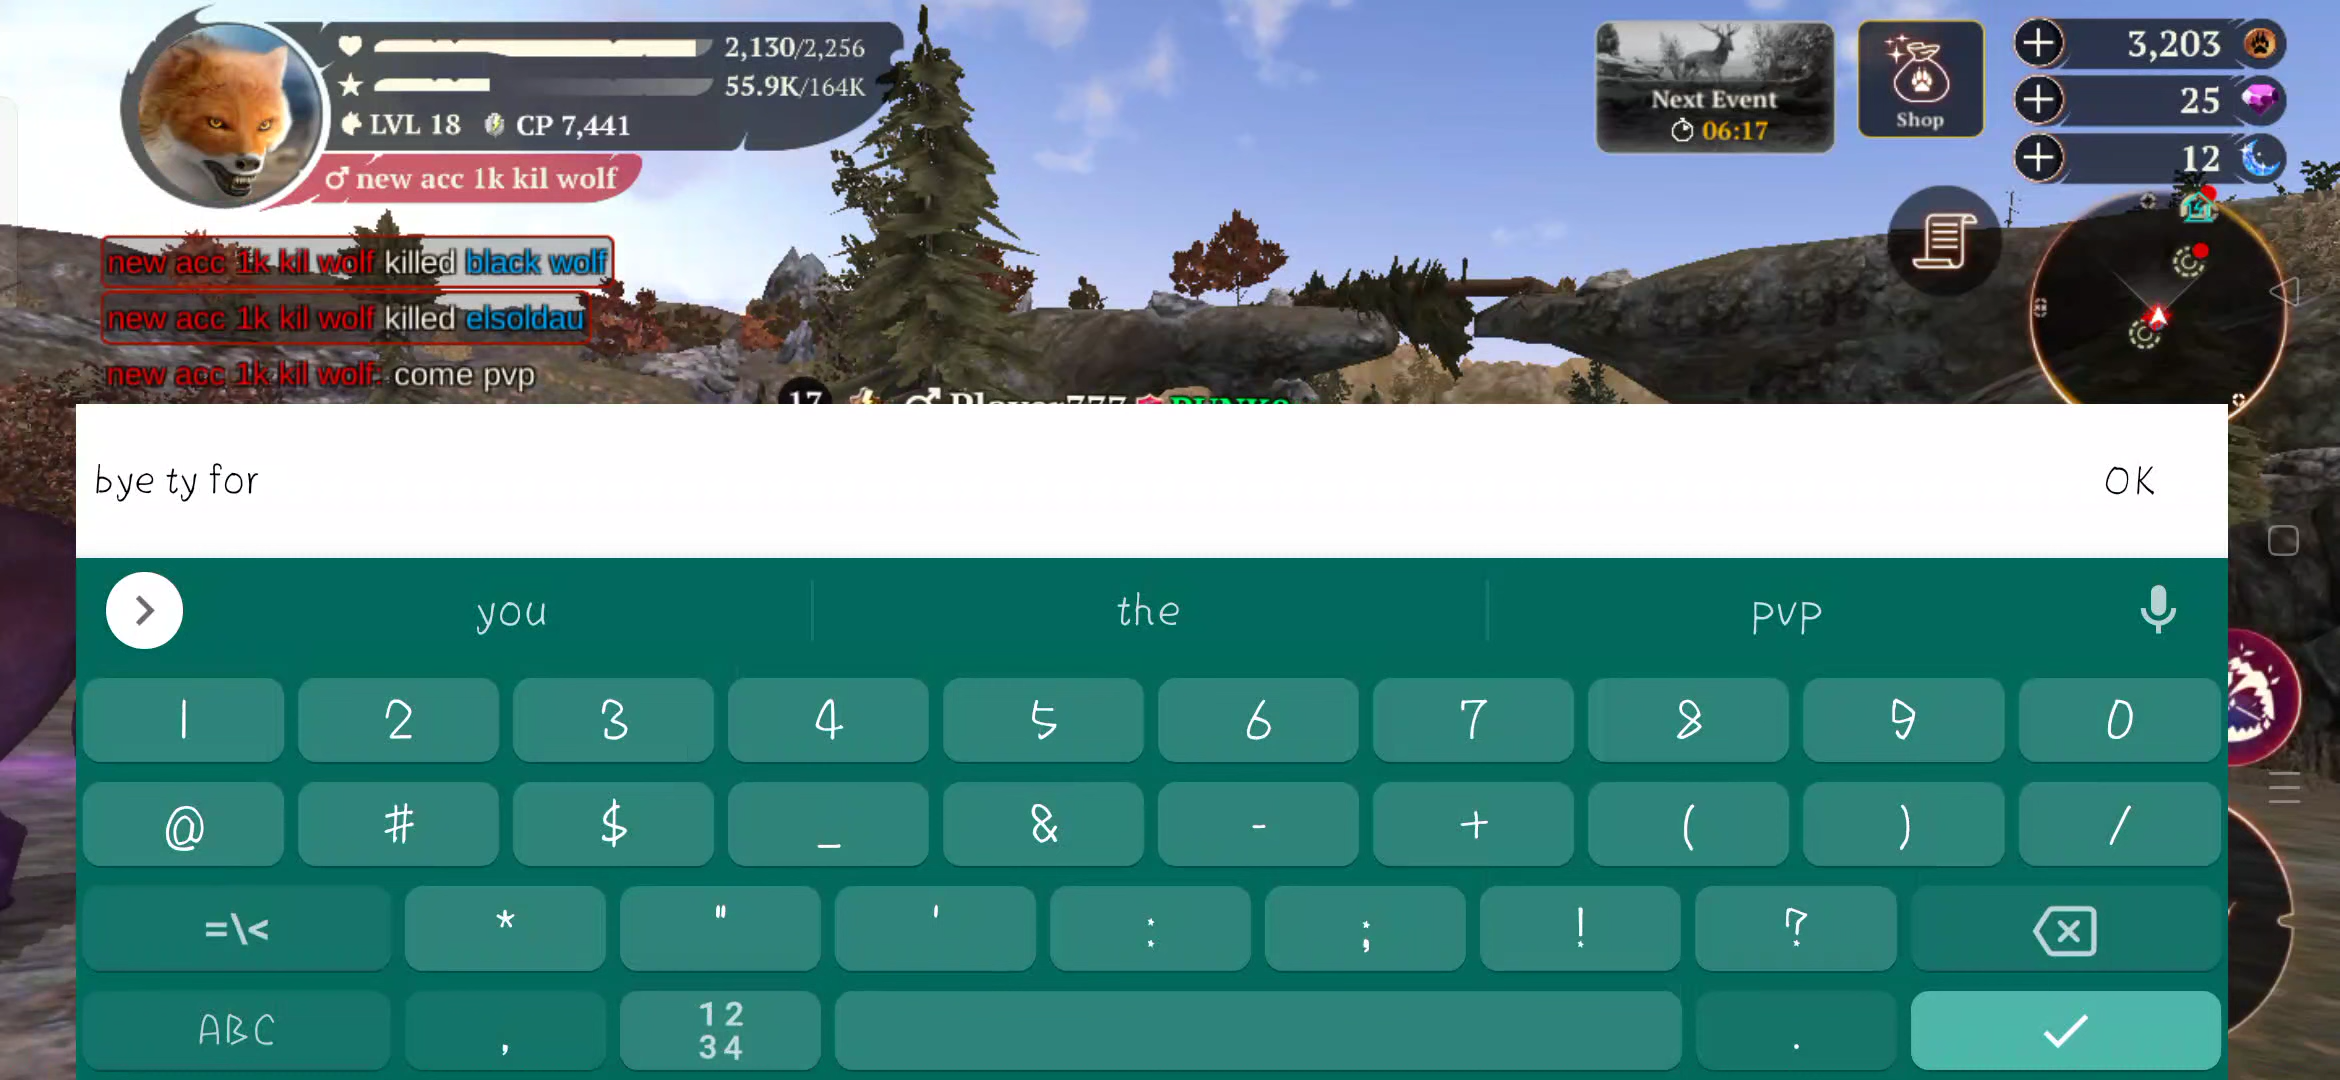 2,130/2,256
55.9K/164K
LVL 18 CP 7,441
new acc 1k kil wolf
Next Event
06:17
Shop
3,203
25
12
new acc 1k kil wolf killed black wolf
new acc 1k kil wolf killed elsoldau
new acc 1k kil wolf: come pvp
17 Player777
bye ty for OK
you the pvp
1 2 3 4 5 6 7 8 9 0
@ # $ _ & - + ( ) /
=\< * " ' : ; ! ?
ABC , 12 .
34